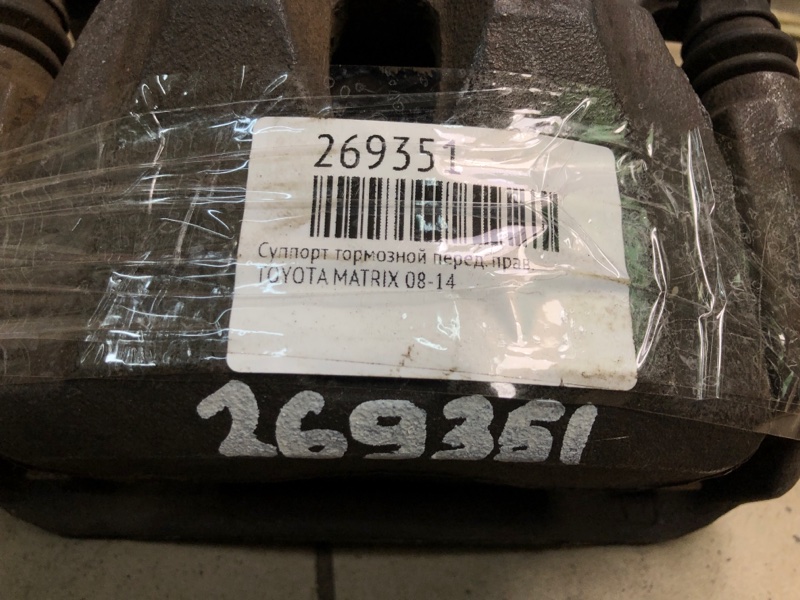 269351
Суппорт тормозной перед. прав.
TOYOTA MATRIX 08-14
269351